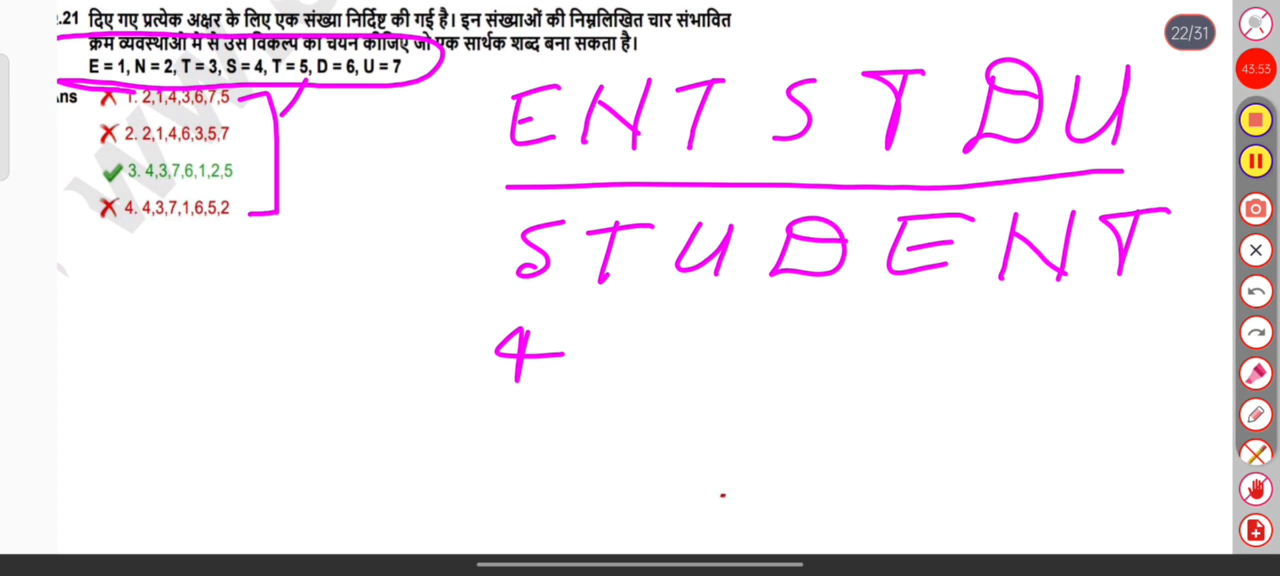 .21 दिए गए प्रत्येक अक्षर के लिए एक संख्या निर्दिष्ट की गई है। इन संख्याओं की निम्नलिखित चार संभावित
क्रम व्यवस्थाओं में से उस विकल्प का चयन कीजिए जो एक सार्थक शब्द बना सकता है।
E = 1, N = 2, T = 3, S = 4, T = 5, D = 6, U = 7
Ans
1. 2,1,4,3,6,7,5
2. 2,1,4,6,3,5,7
3. 4,3,7,6,1,2,5
4. 4,3,7,1,6,5,2
E N T S T D U
S T U D E N T
4
22/31
43:53